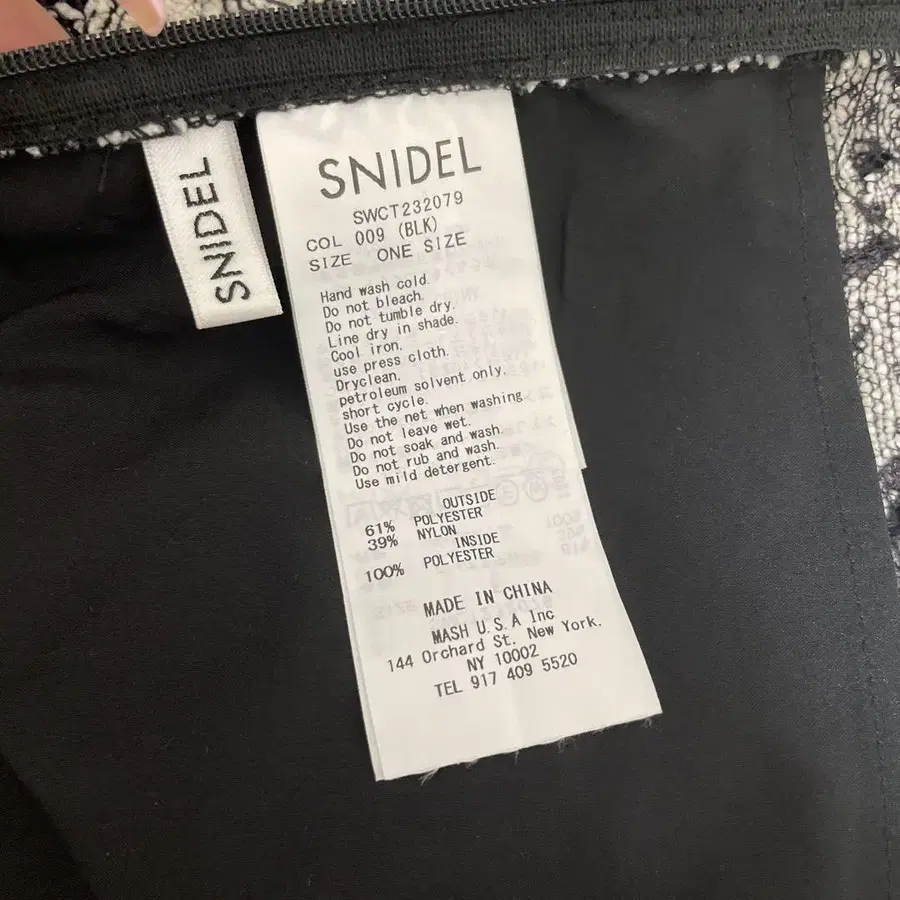 SNIDEL
SNIDEL
SWCT232079
COL 009 (BLK)
SIZE ONE SIZE
Hand wash cold.
Do not bleach.
Do not tumble dry.
Line dry in shade.
Cool iron.
use press cloth.
Dryclean.
petroleum solvent only.
short cycle.
Use the net when washing.
Do not leave wet.
Do not soak and wash.
Do not rub and wash.
Use mild detergent.
OUTSIDE
61% POLYESTER
39% NYLON
INSIDE
100% POLYESTER
MADE IN CHINA
MASH U.S.A Inc
144 Orchard St. New York.
NY 10002
TEL 917 409 5520